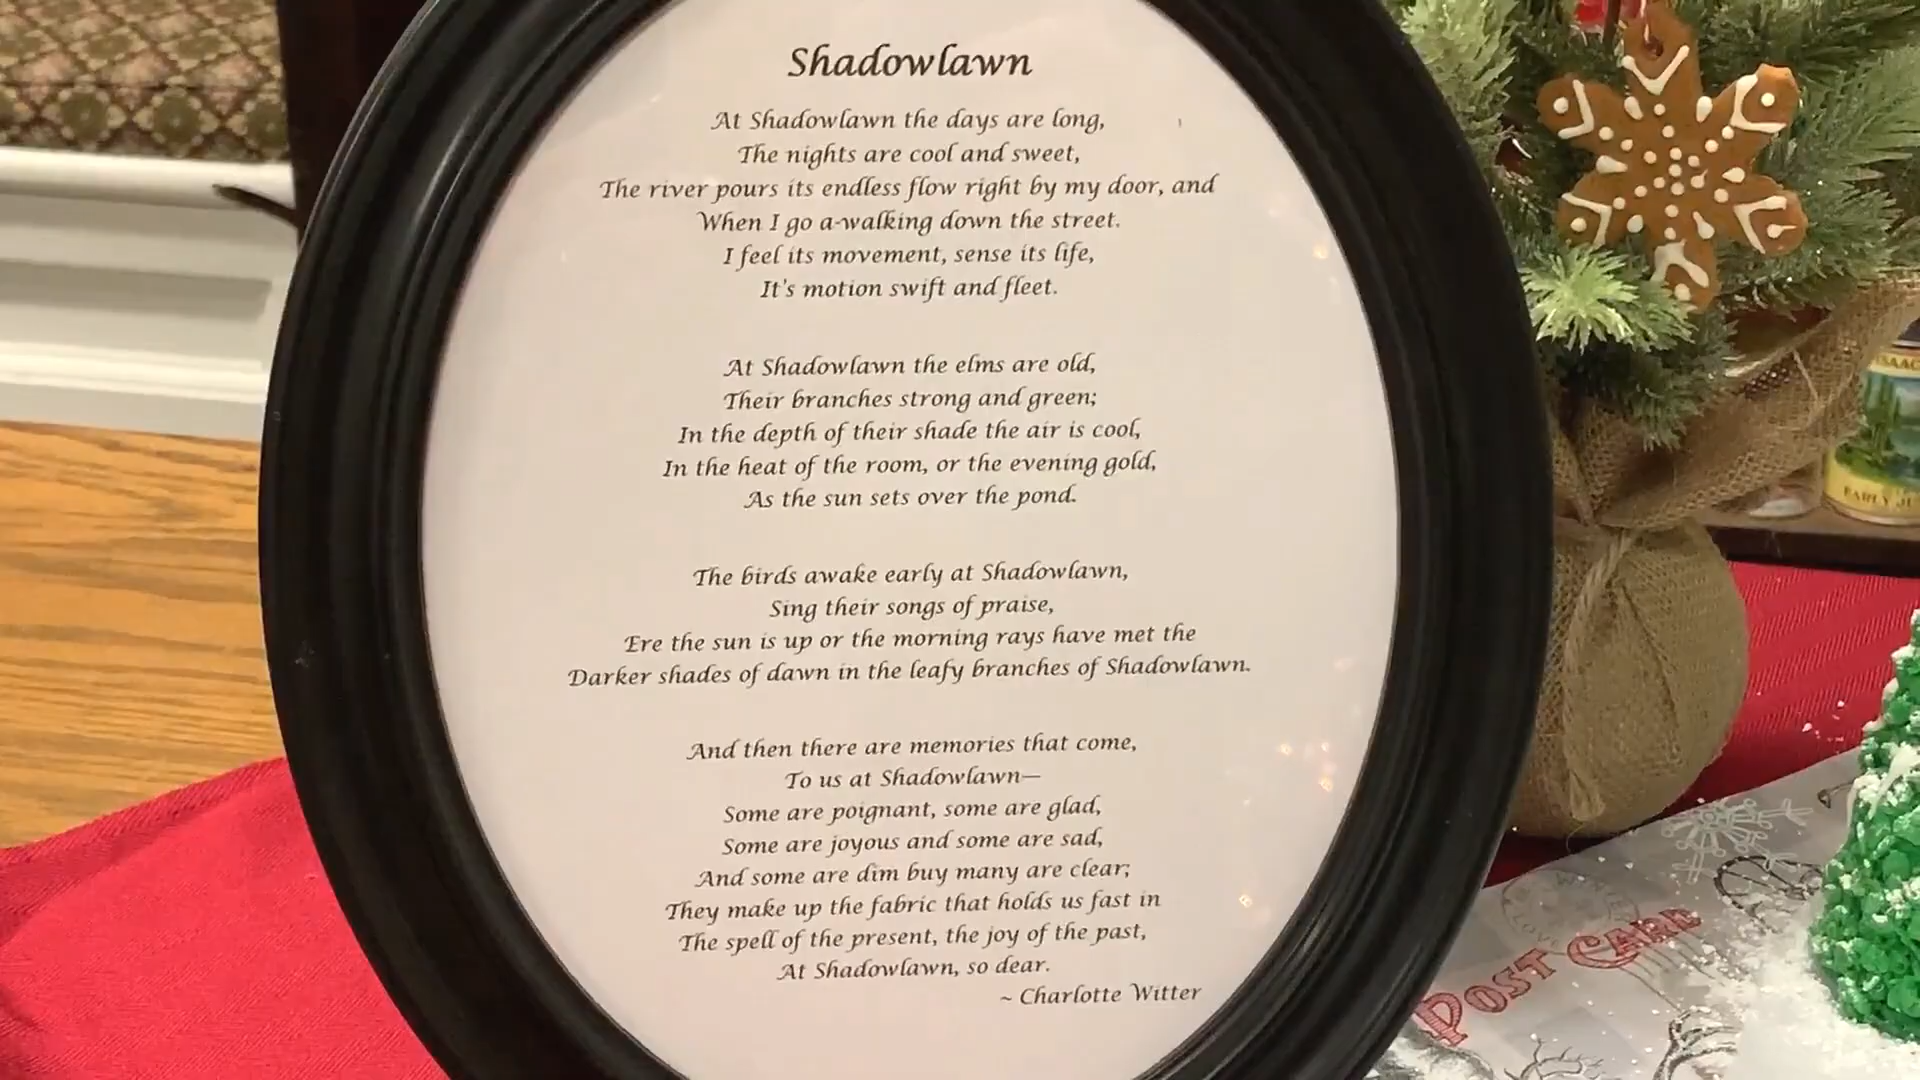 Shadowlawn
At Shadowlawn the days are long,
The nights are cool and sweet,
The river pours its endless flow right by my door, and
When I go a-walking down the street.
I feel its movement, sense its life,
It's motion swift and fleet.
At Shadowlawn the elms are old,
Their branches strong and green;
In the depth of their shade the air is cool,
In the heat of the room, or the evening gold,
As the sun sets over the pond.
The birds awake early at Shadowlawn,
Sing their songs of praise,
Ere the sun is up or the morning rays have met the
Darker shades of dawn in the leafy branches of Shadowlawn.
And then there are memories that come,
To us at Shadowlawn—
Some are poignant, some are glad,
Some are joyous and some are sad,
And some are dim buy many are clear;
They make up the fabric that holds us fast in
The spell of the present, the joy of the past,
At Shadowlawn, so dear.
~ Charlotte Witter
EARLY
POST CARD